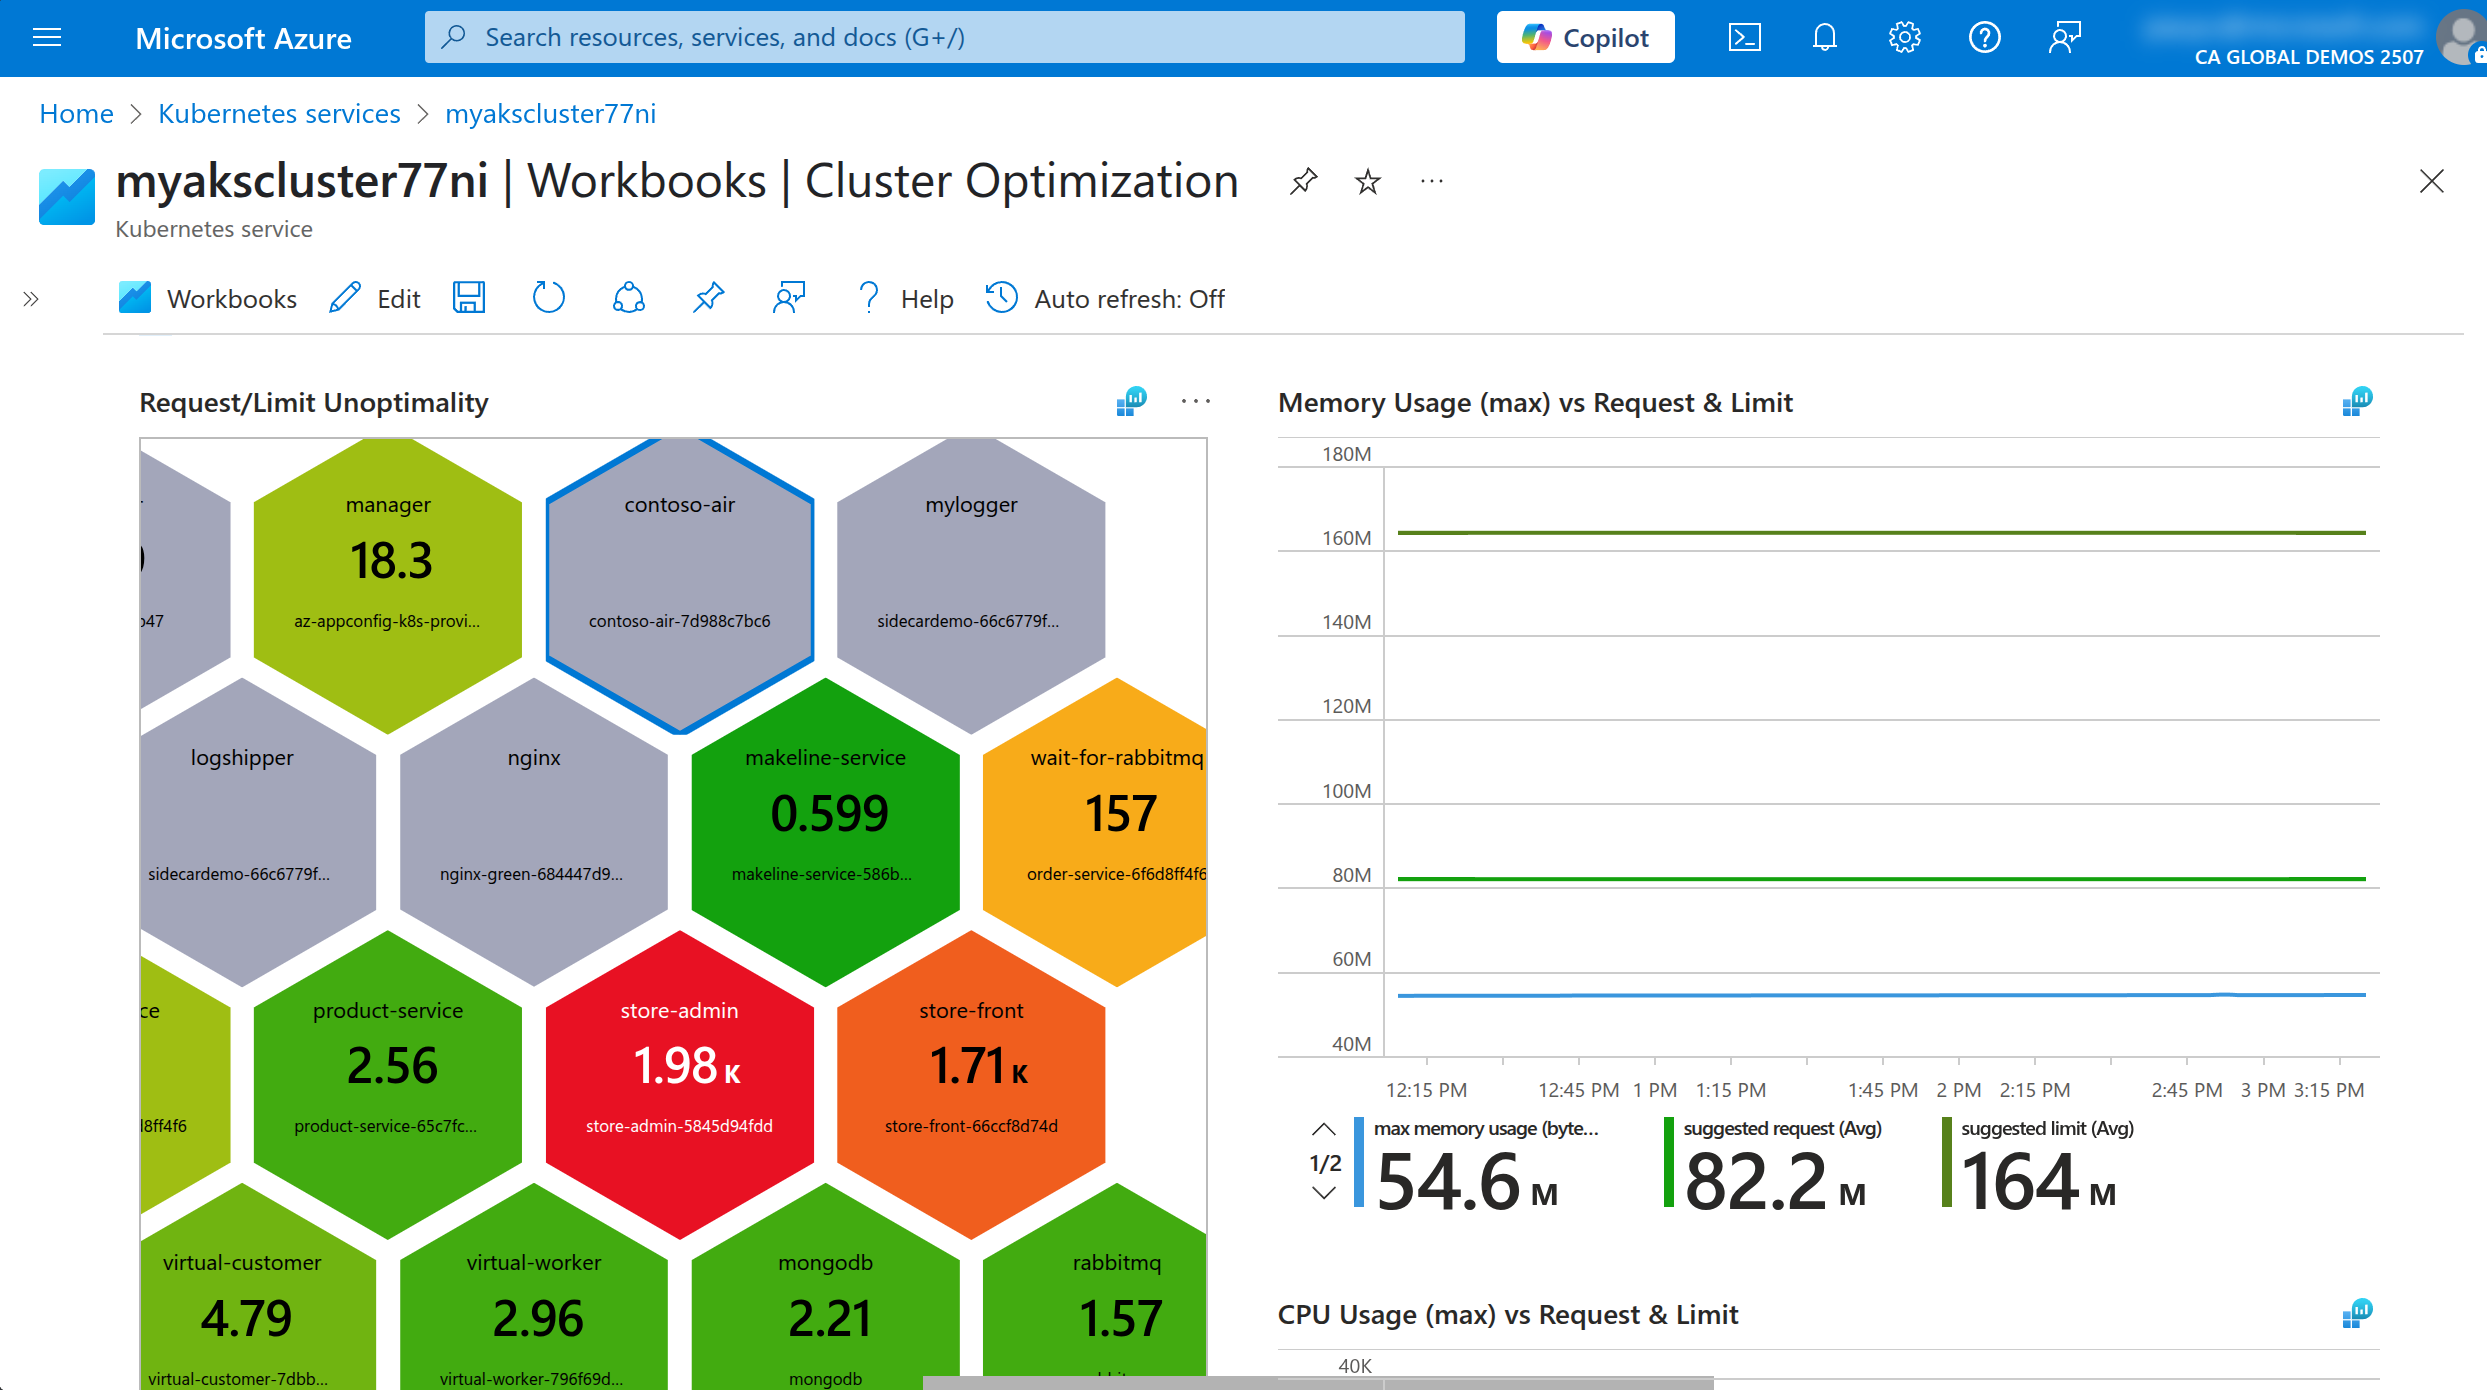 Microsoft Azure
Search resources, services, and docs (G+/)
Copilot
CA GLOBAL DEMOS 2507
Home > Kubernetes services > myakscluster77ni
myakscluster77ni | Workbooks | Cluster Optimization
Kubernetes service
Workbooks
Edit
Help
Auto refresh: Off
Request/Limit Unoptimality
manager
18.3
az-appconfig-k8s-provi...
contoso-air
contoso-air-7d988c7bc6
mylogger
sidecardemo-66c6779f...
b47
logshipper
sidecardemo-66c6779f...
nginx
nginx-green-684447d9...
makeline-service
0.599
makeline-service-586b...
wait-for-rabbitmq
157
order-service-6f6d8ff4f6
ce
l8ff4f6
product-service
2.56
product-service-65c7fc...
store-admin
1.98 K
store-admin-5845d94fdd
store-front
1.71 K
store-front-66ccf8d74d
virtual-customer
4.79
virtual-customer-7dbb...
virtual-worker
2.96
virtual-worker-796f69d...
mongodb
2.21
mongodb
rabbitmq
1.57
Memory Usage (max) vs Request & Limit
180M
160M
140M
120M
100M
80M
60M
40M
12:15 PM 12:45 PM 1 PM 1:15 PM 1:45 PM 2 PM 2:15 PM 2:45 PM 3 PM 3:15 PM
1/2
max memory usage (byte...
54.6 M
suggested request (Avg)
82.2 M
suggested limit (Avg)
164 M
CPU Usage (max) vs Request & Limit
40K